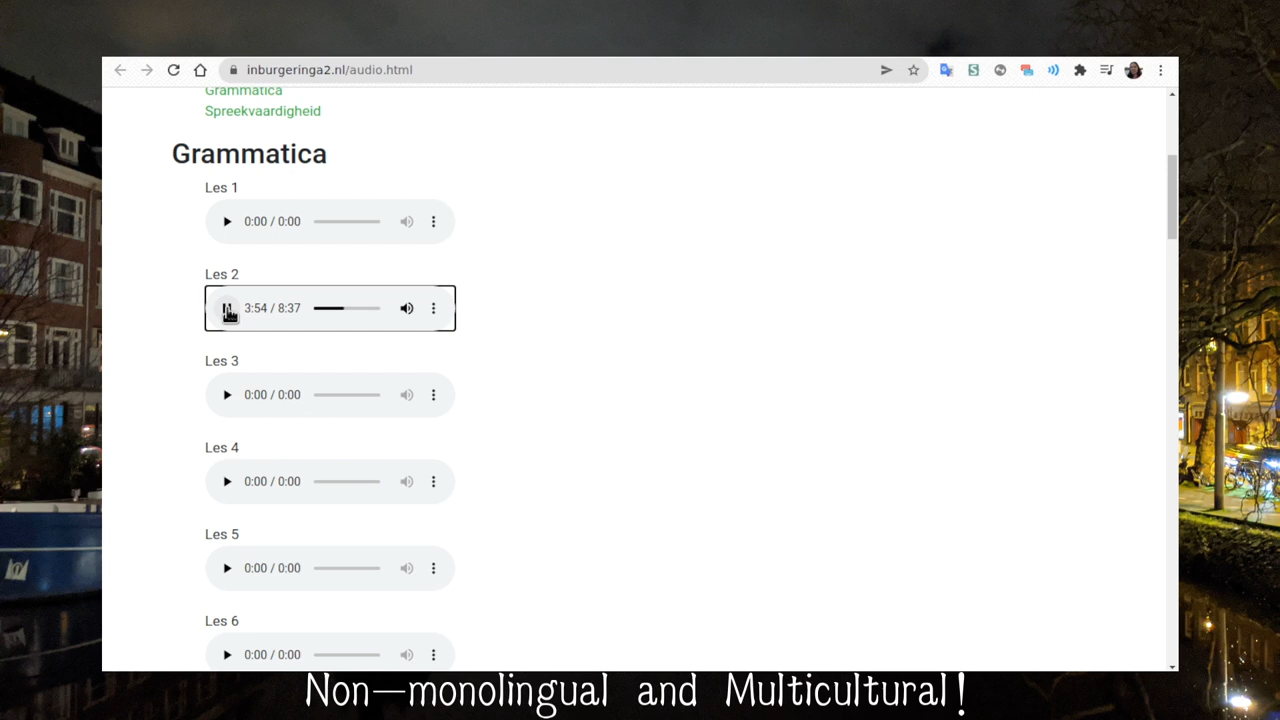 inburgeringa2.nl/audio.html
Grammatica
Spreekvaardigheid
Grammatica
Les 1
0:00 / 0:00
Les 2
3:54 / 8:37
Les 3
0:00 / 0:00
Les 4
0:00 / 0:00
Les 5
0:00 / 0:00
Les 6
0:00 / 0:00
Non-monolingual and Multicultural!